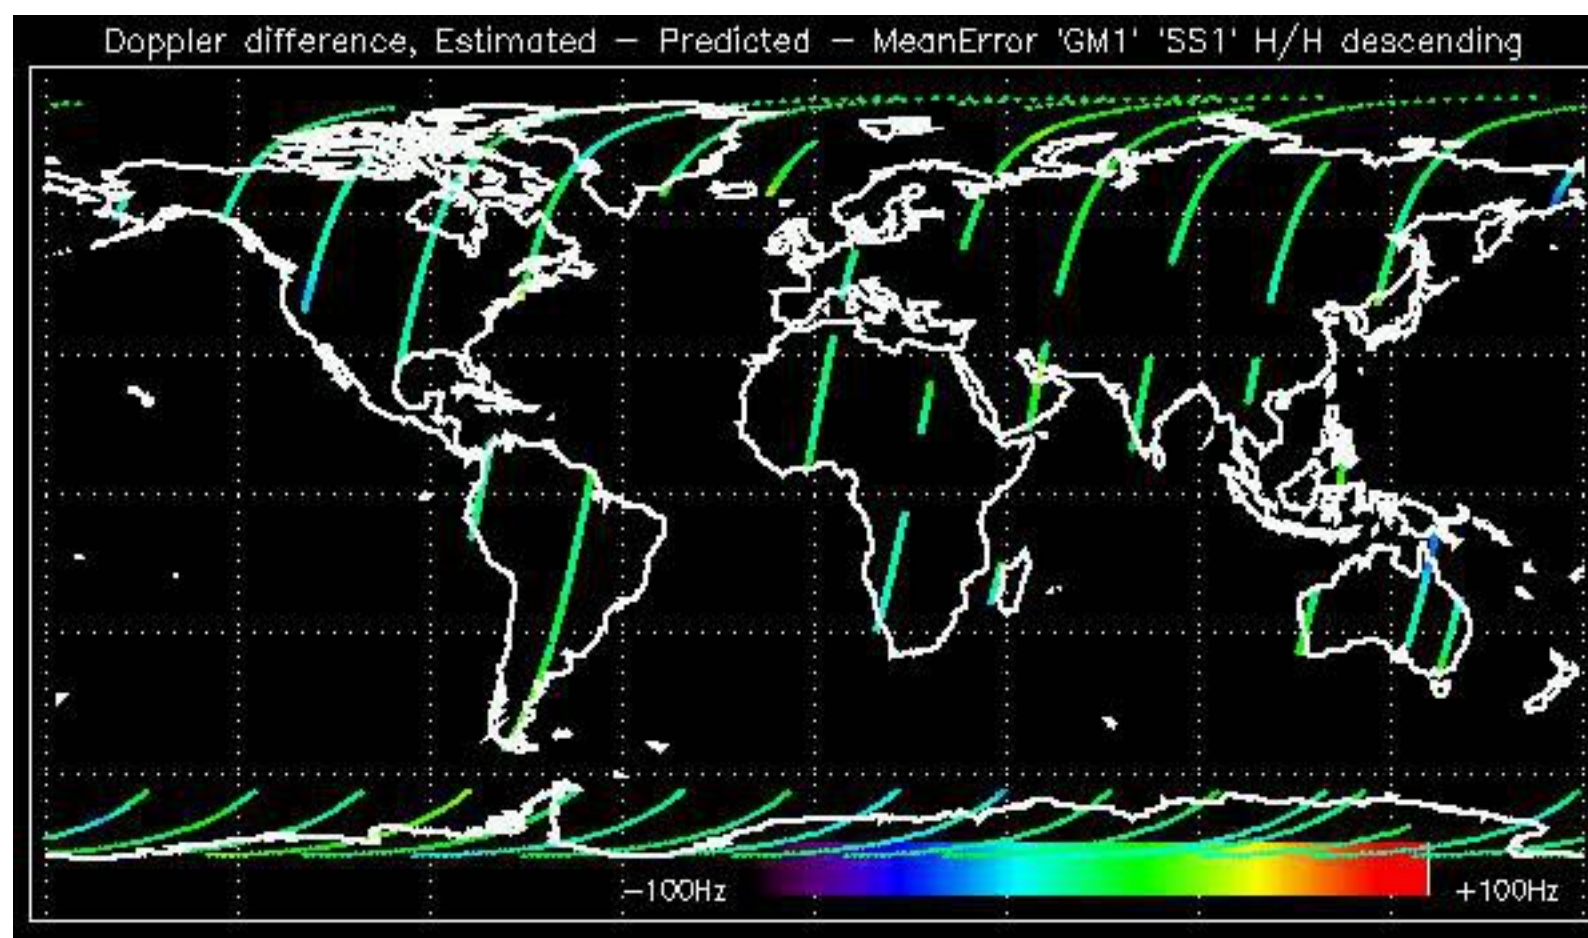 Doppler difference, Estimated – Predicted – MeanError 'GM1' 'SS1' H/H descending
–100Hz
+100Hz